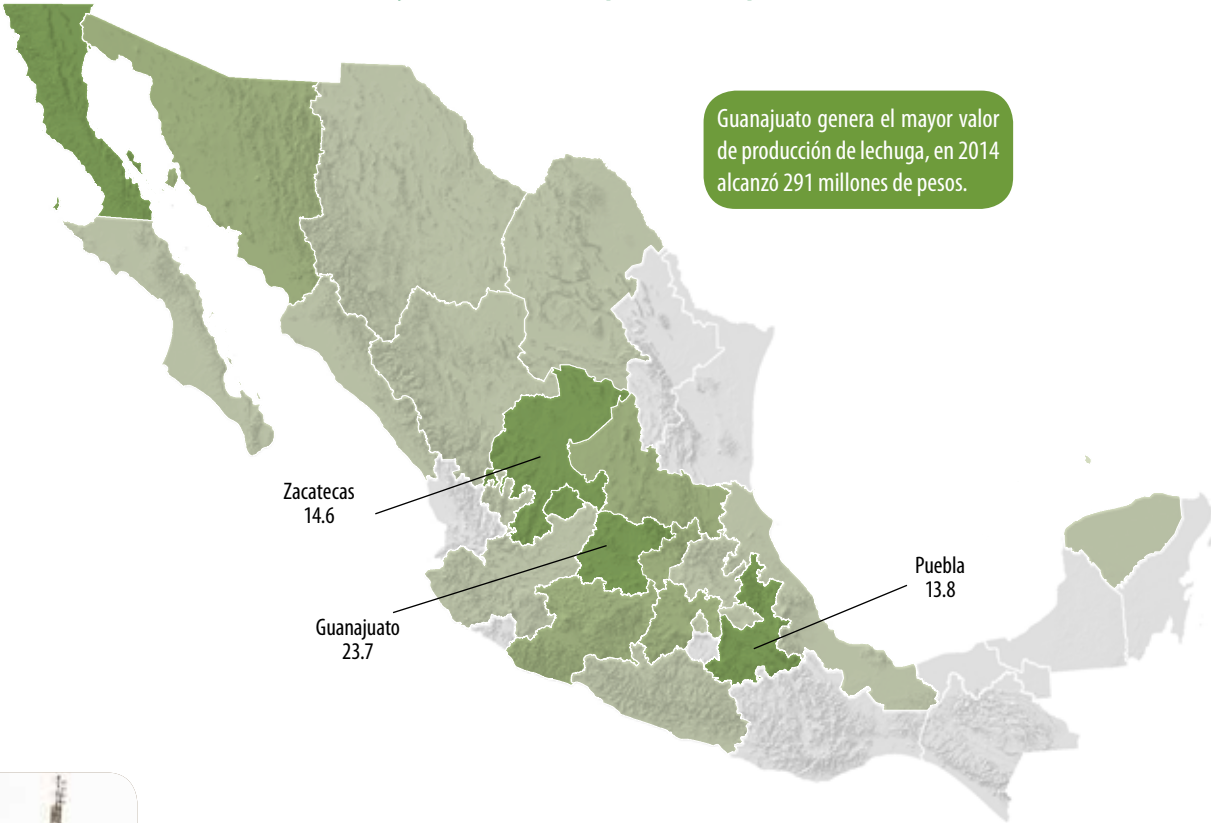 Guanajuato genera el mayor valor
de producción de lechuga, en 2014
alcanzó 291 millones de pesos.
Zacatecas
14.6
Puebla
13.8
Guanajuato
23.7